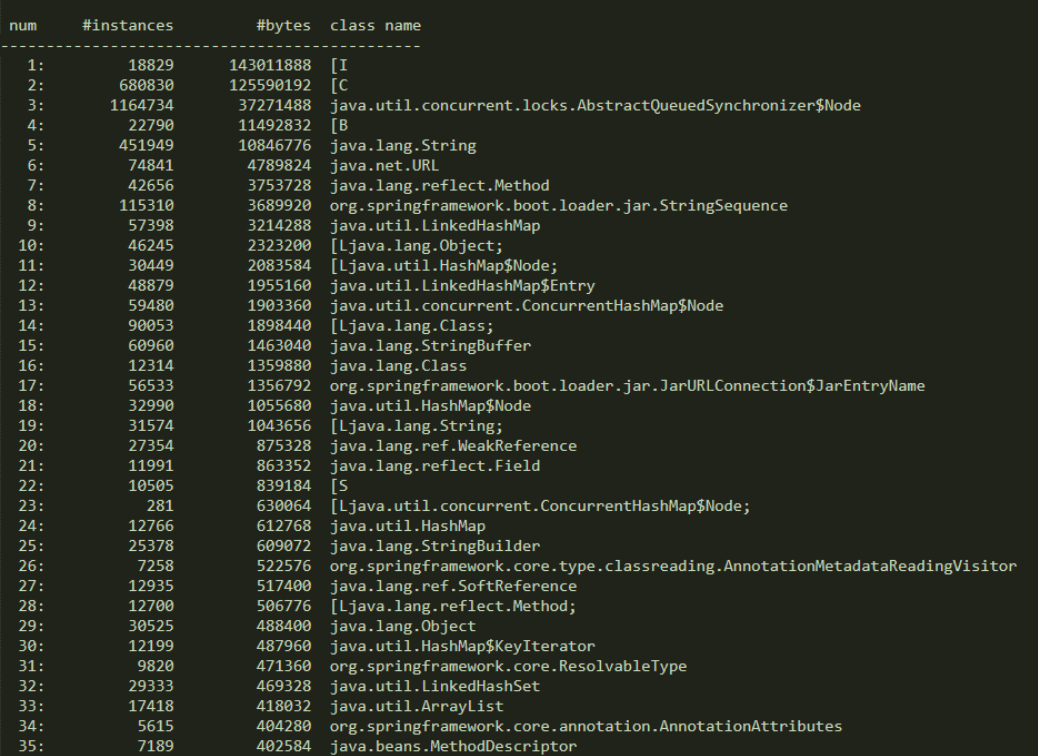 num #instances #bytes class name
----------------------------------------------
1: 18829 143011888 [I
2: 680830 125590192 [C
3: 1164734 37271488 java.util.concurrent.locks.AbstractQueuedSynchronizer$Node
4: 22790 11492832 [B
5: 451949 10846776 java.lang.String
6: 74841 4789824 java.net.URL
7: 42656 3753728 java.lang.reflect.Method
8: 115310 3689920 org.springframework.boot.loader.jar.StringSequence
9: 57398 3214288 java.util.LinkedHashMap
10: 46245 2323200 [Ljava.lang.Object;
11: 30449 2083584 [Ljava.util.HashMap$Node;
12: 48879 1955160 java.util.LinkedHashMap$Entry
13: 59480 1903360 java.util.concurrent.ConcurrentHashMap$Node
14: 90053 1898440 [Ljava.lang.Class;
15: 60960 1463040 java.lang.StringBuffer
16: 12314 1359880 java.lang.Class
17: 56533 1356792 org.springframework.boot.loader.jar.JarURLConnection$JarEntryName
18: 32990 1055680 java.util.HashMap$Node
19: 31574 1043656 [Ljava.lang.String;
20: 27354 875328 java.lang.ref.WeakReference
21: 11991 863352 java.lang.reflect.Field
22: 10505 839184 [S
23: 281 630064 [Ljava.util.concurrent.ConcurrentHashMap$Node;
24: 12766 612768 java.util.HashMap
25: 25378 609072 java.lang.StringBuilder
26: 7258 522576 org.springframework.core.type.classreading.AnnotationMetadataReadingVisitor
27: 12935 517400 java.lang.ref.SoftReference
28: 12700 506776 [Ljava.lang.reflect.Method;
29: 30525 488400 java.lang.Object
30: 12199 487960 java.util.HashMap$KeyIterator
31: 9820 471360 org.springframework.core.ResolvableType
32: 29333 469328 java.util.LinkedHashSet
33: 17418 418032 java.util.ArrayList
34: 5615 404280 org.springframework.core.annotation.AnnotationAttributes
35: 7189 402584 java.beans.MethodDescriptor